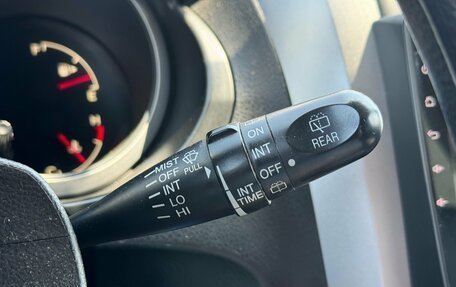 MIST
OFF
INT
LO
HI
PULL
INT
TIME
ON
INT
OFF
REAR